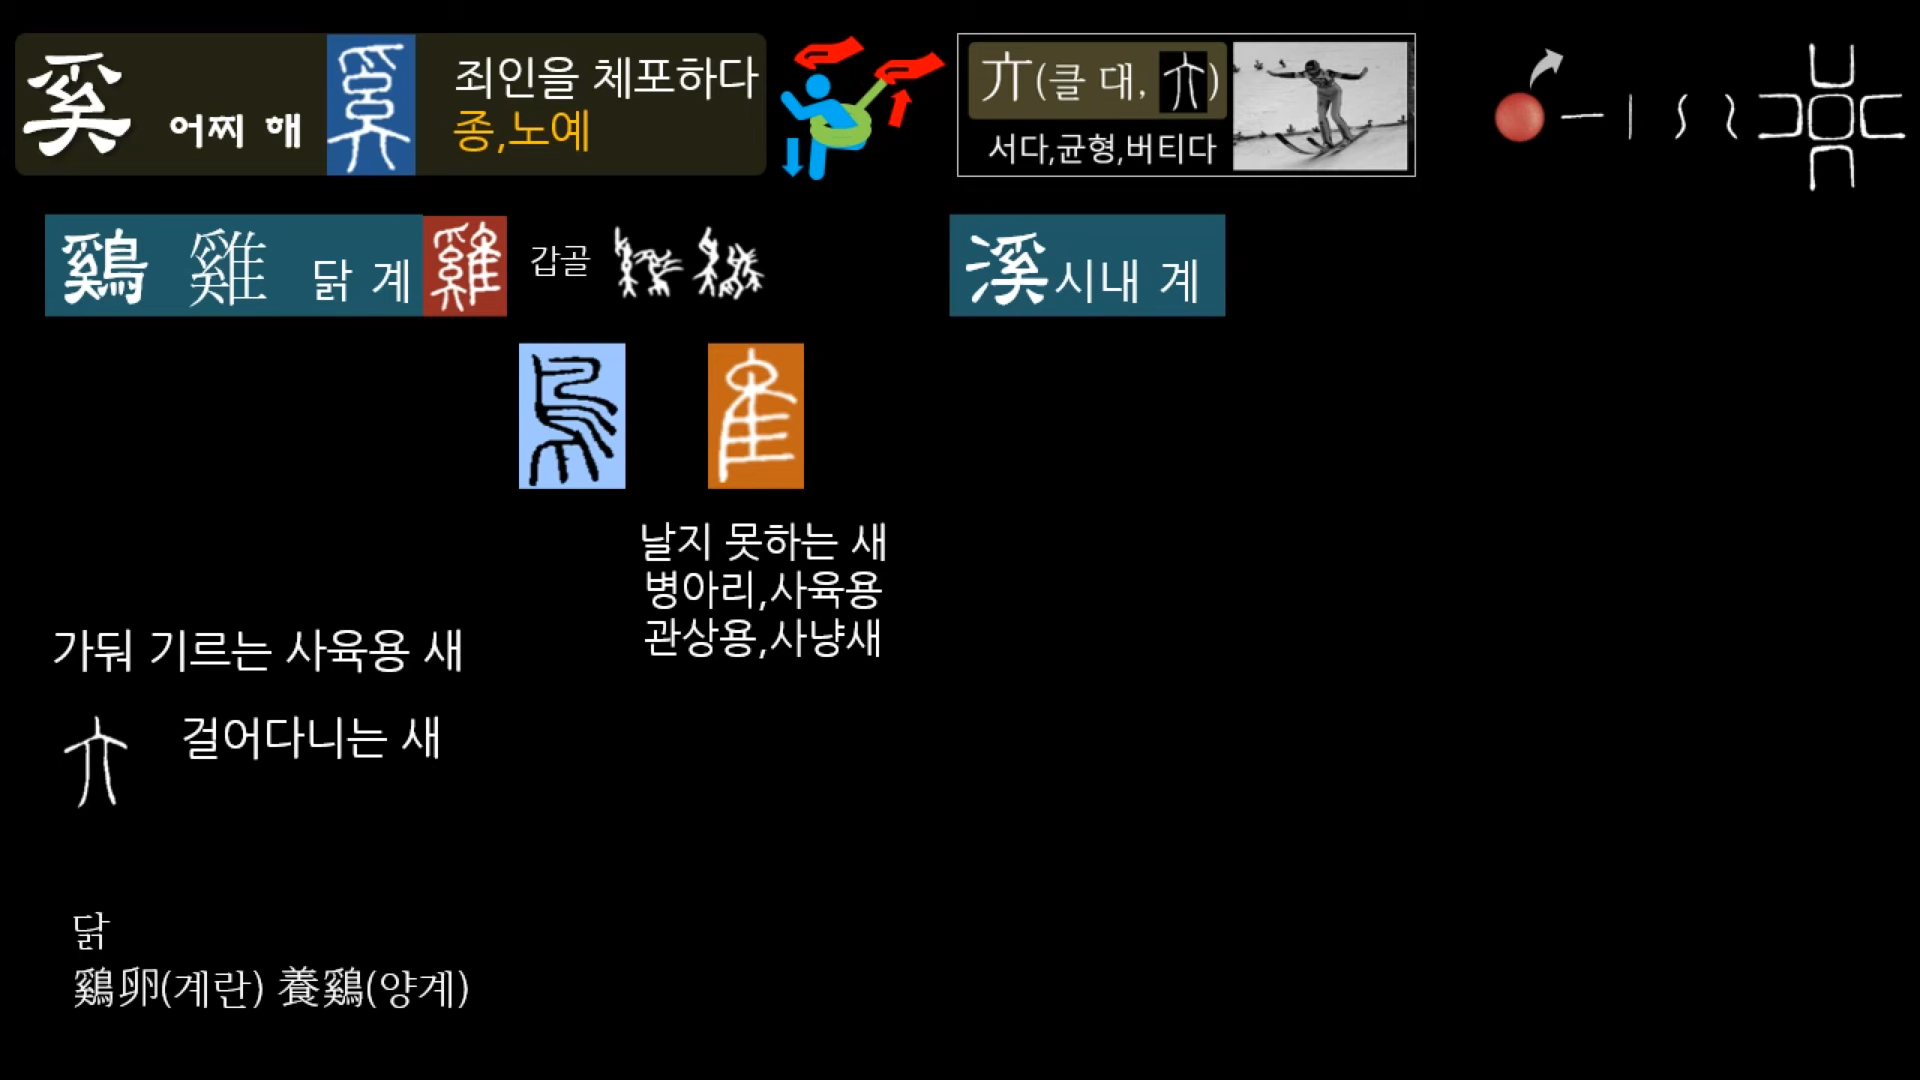 奚 어찌 해
죄인을 체포하다
종,노예
亣(클 대, 亣)
서다,균형,버티다
鷄 雞 닭 계
갑골
溪시내 계
날지 못하는 새
병아리,사육용
관상용,사냥새
가둬 기르는 사육용 새
걸어다니는 새
닭
鷄卵(계란) 養鷄(양계)